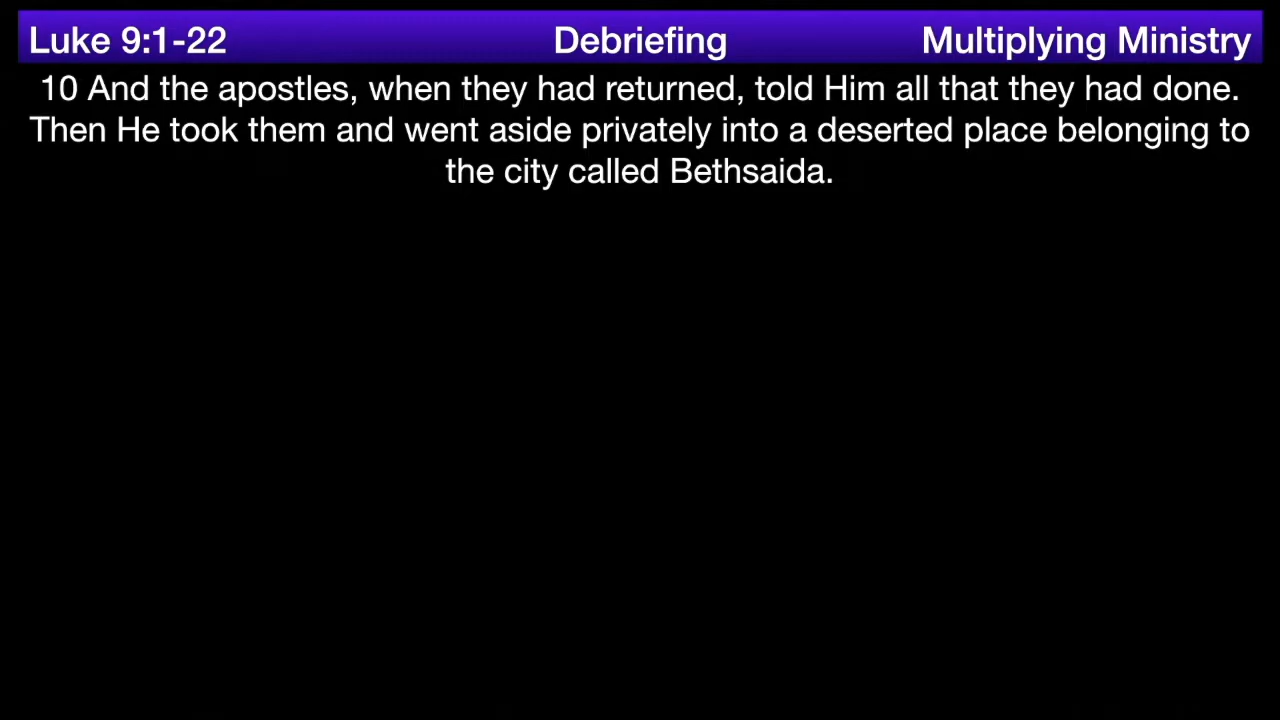 Luke 9:1-22 Debriefing Multiplying Ministry
10 And the apostles, when they had returned, told Him all that they had done.
Then He took them and went aside privately into a deserted place belonging to
the city called Bethsaida.